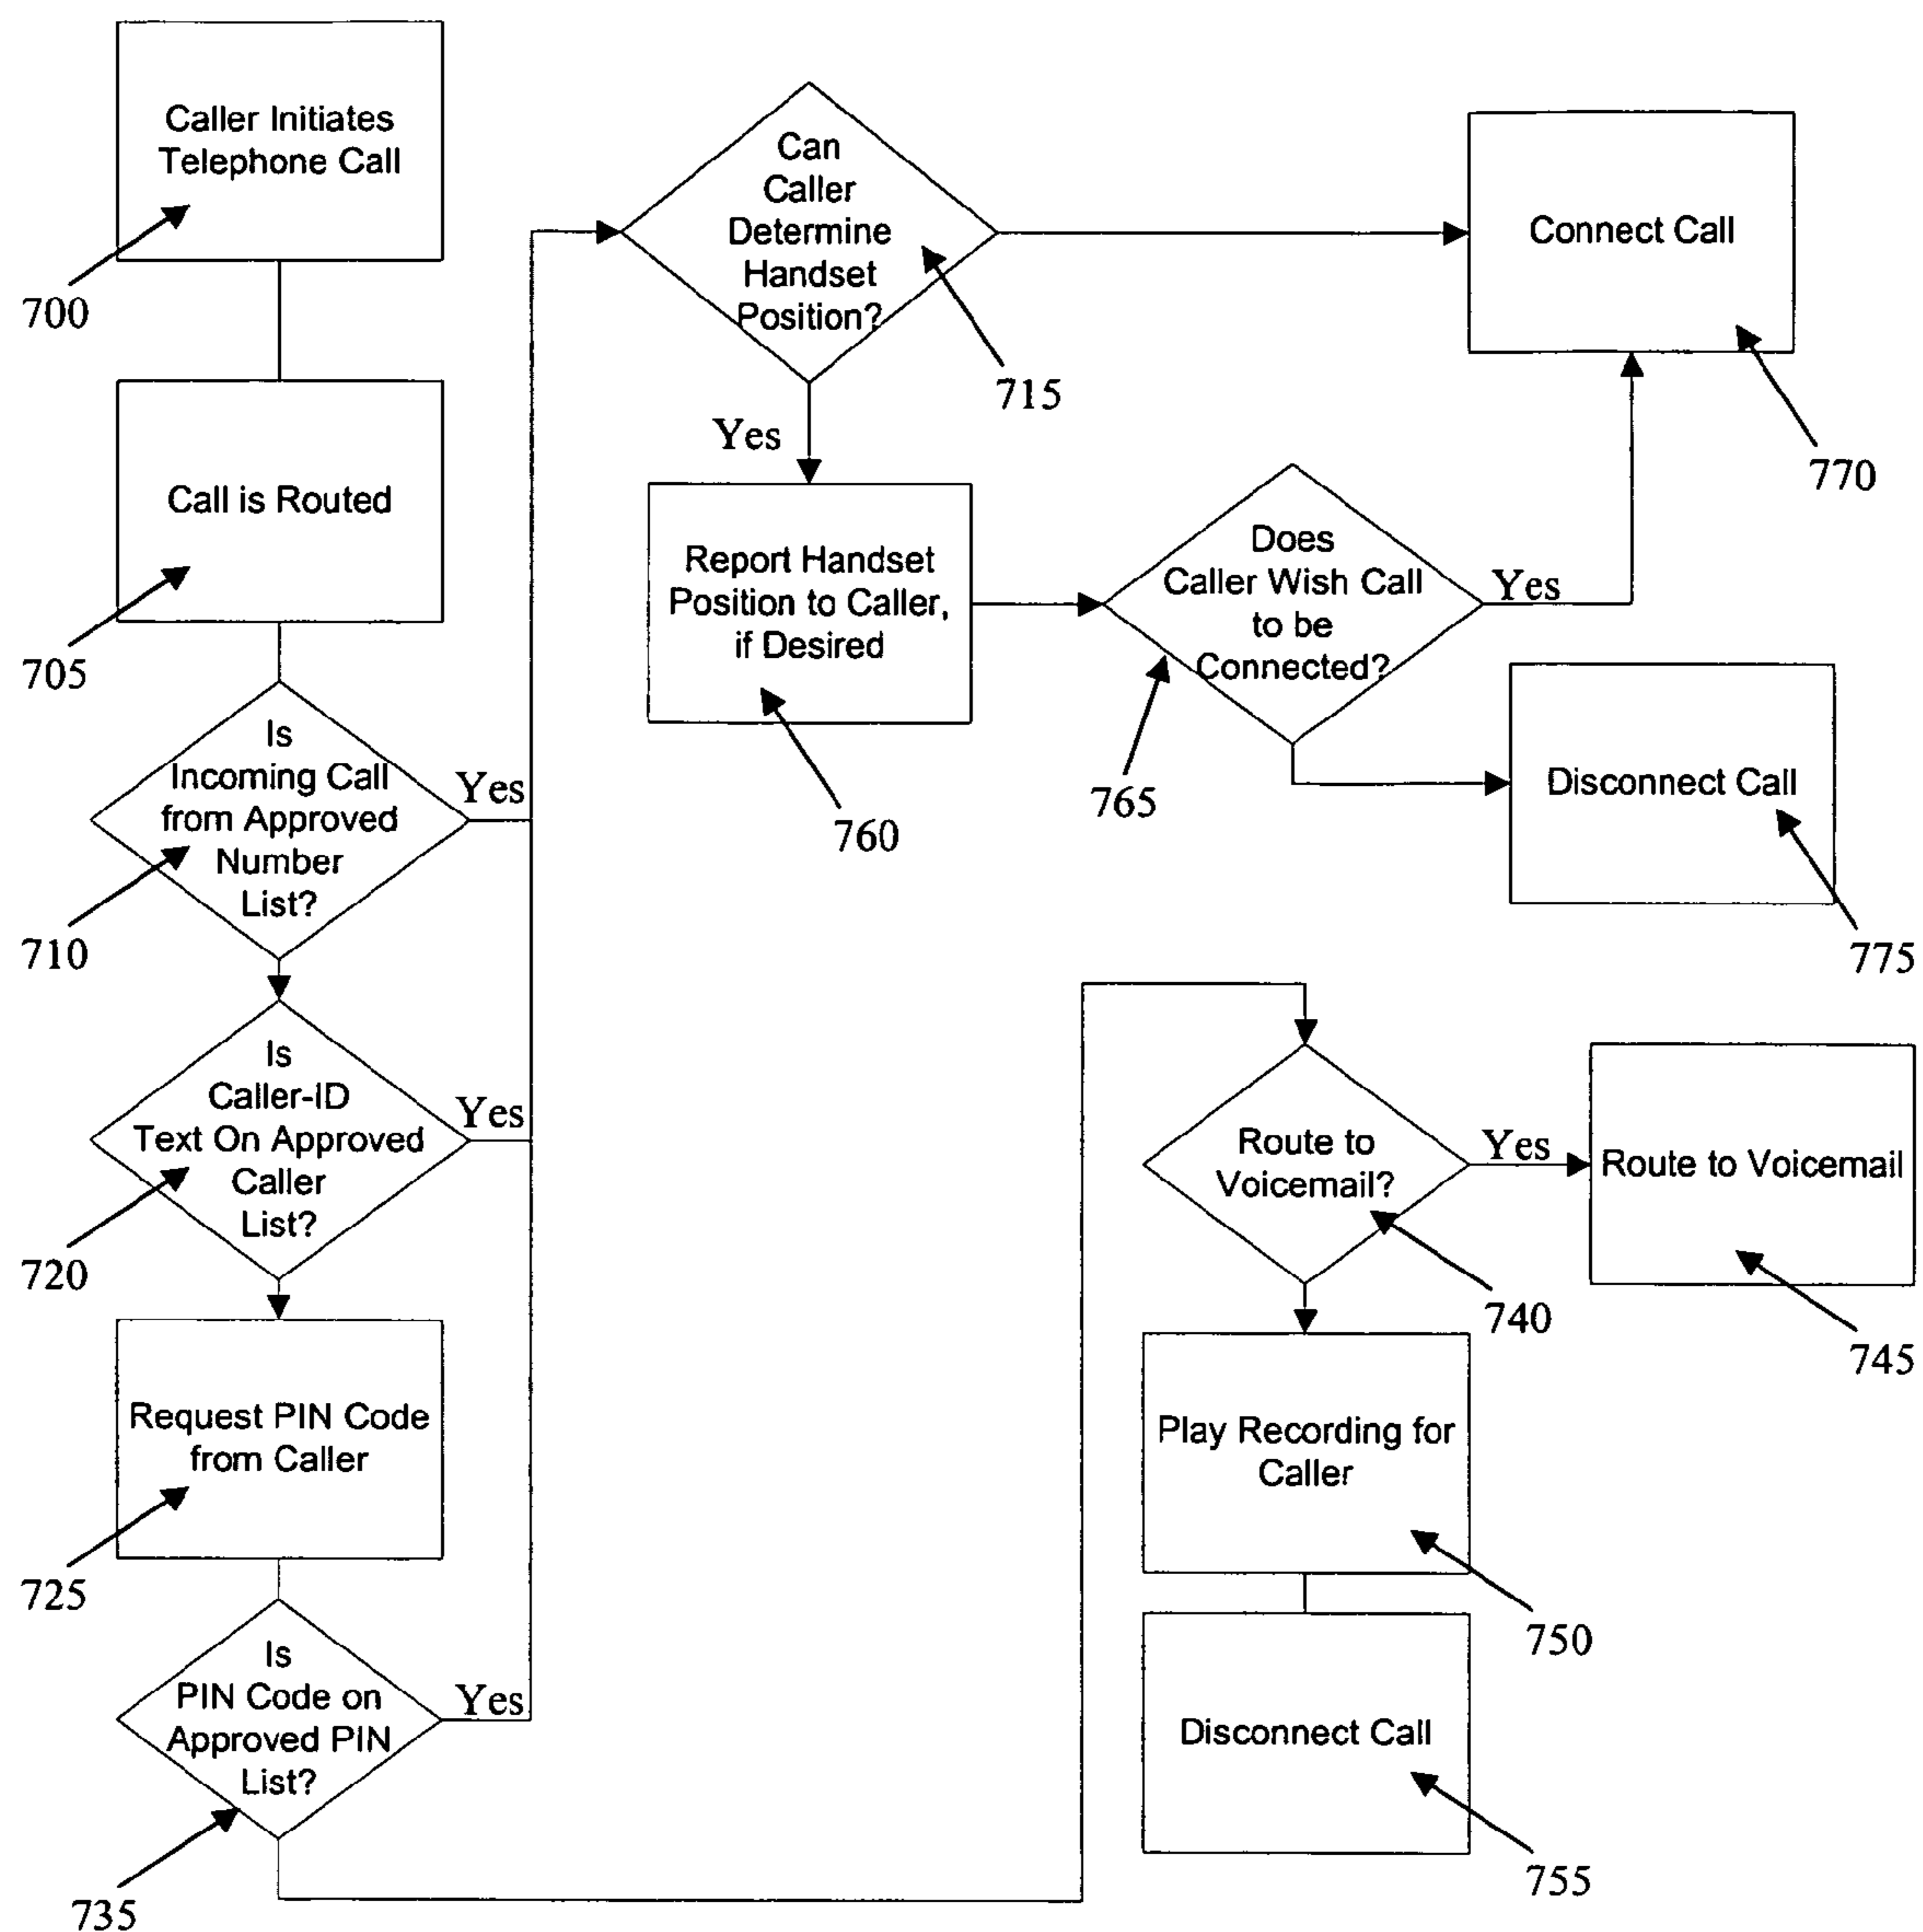 Caller Initiates
Telephone Call
700
Call is Routed
705
Is
Incoming Call
from Approved
Number
List?
Yes
710
Is
Caller-ID
Text On Approved
Caller
List?
Yes
720
Request PIN Code
from Caller
725
Is
PIN Code on
Approved PIN
List?
Yes
735
Can
Caller
Determine
Handset
Position?
715
Yes
Report Handset
Position to Caller,
if Desired
760
Does
Caller Wish Call
to be
Connected?
Yes
765
Connect Call
770
Disconnect Call
775
Route to
Voicemail?
Yes
740
Route to Voicemail
745
Play Recording for
Caller
750
Disconnect Call
755